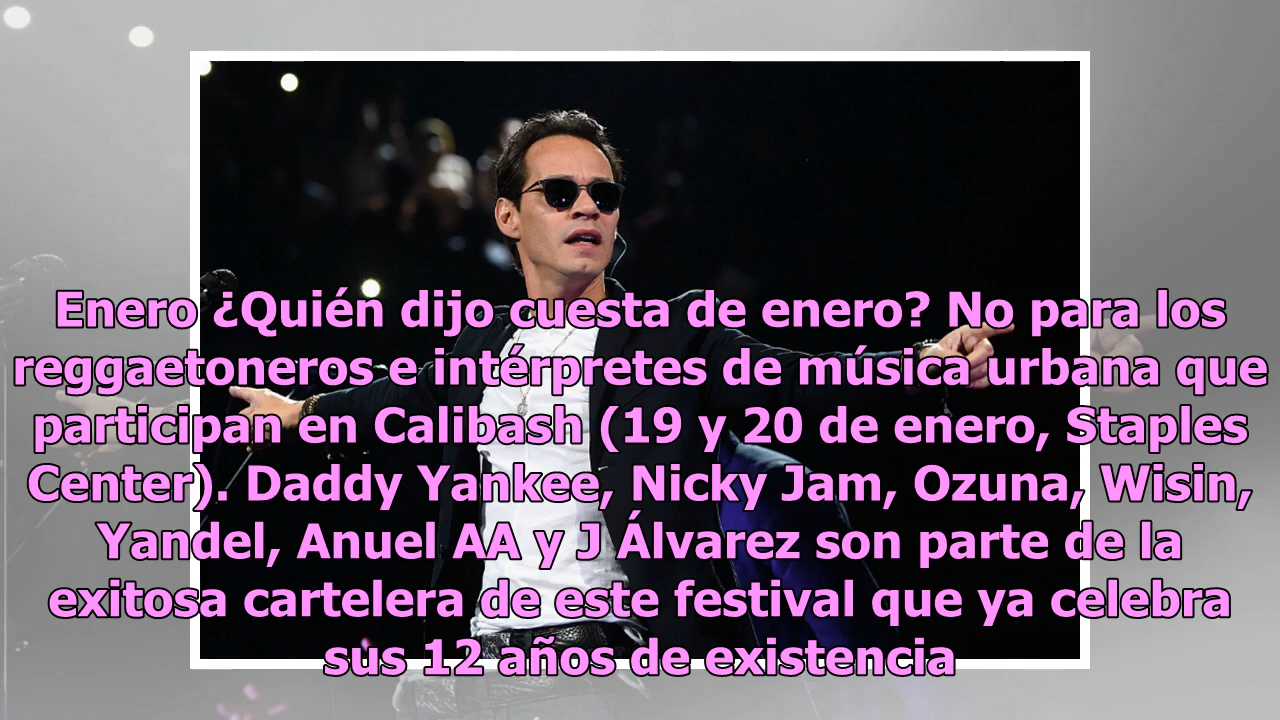 Enero ¿Quién dijo cuesta de enero? No para los
reggaetoneros e intérpretes de música urbana que
participan en Calibash (19 y 20 de enero, Staples
Center). Daddy Yankee, Nicky Jam, Ozuna, Wisin,
Yandel, Anuel AA y J Álvarez son parte de la
exitosa cartelera de este festival que ya celebra
sus 12 años de existencia